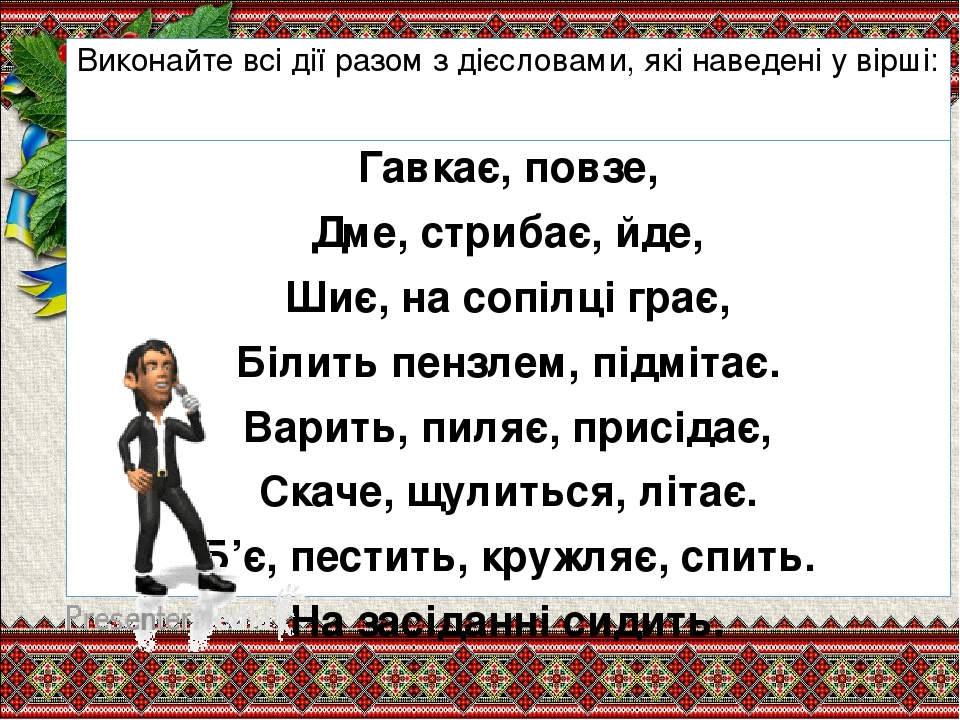 Виконайте всі дії разом з дієсловами, які наведені у вірші:
Гавкає, повзе,
Дме, стрибає, йде,
Шиє, на сопілці грає,
Білить пензлем, підмітає.
Варить, пиляє, присідає,
Скаче, щулиться, літає.
Б’є, пестить, кружляє, спить.
На засіданні сидить.
Presenter